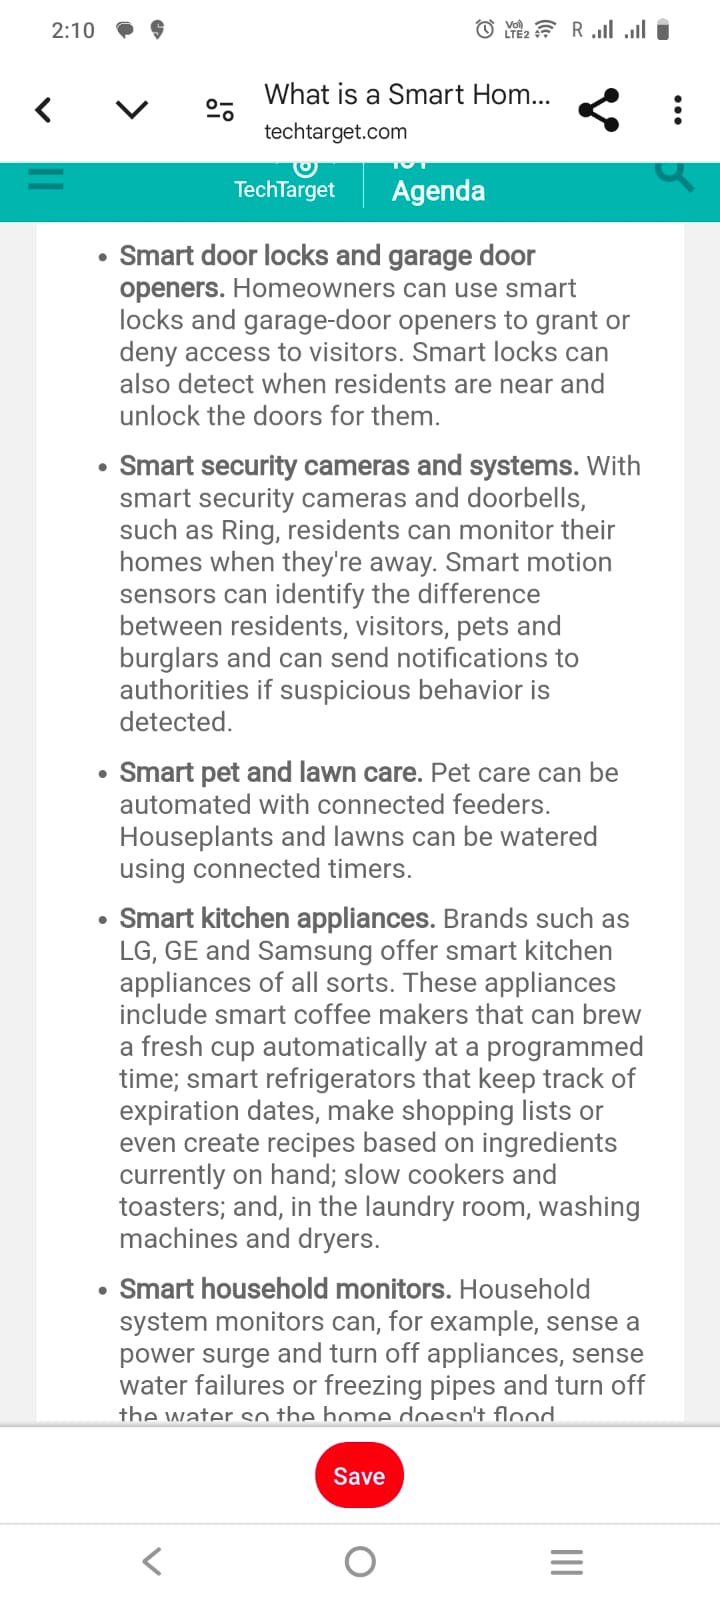 2:10
Vo)) LTE2 R
What is a Smart Hom...
techtarget.com
TechTarget
IoT
Agenda
• Smart door locks and garage door
openers. Homeowners can use smart
locks and garage-door openers to grant or
deny access to visitors. Smart locks can
also detect when residents are near and
unlock the doors for them.
• Smart security cameras and systems. With
smart security cameras and doorbells,
such as Ring, residents can monitor their
homes when they're away. Smart motion
sensors can identify the difference
between residents, visitors, pets and
burglars and can send notifications to
authorities if suspicious behavior is
detected.
• Smart pet and lawn care. Pet care can be
automated with connected feeders.
Houseplants and lawns can be watered
using connected timers.
• Smart kitchen appliances. Brands such as
LG, GE and Samsung offer smart kitchen
appliances of all sorts. These appliances
include smart coffee makers that can brew
a fresh cup automatically at a programmed
time; smart refrigerators that keep track of
expiration dates, make shopping lists or
even create recipes based on ingredients
currently on hand; slow cookers and
toasters; and, in the laundry room, washing
machines and dryers.
• Smart household monitors. Household
system monitors can, for example, sense a
power surge and turn off appliances, sense
water failures or freezing pipes and turn off
the water so the home doesn't flood
Save